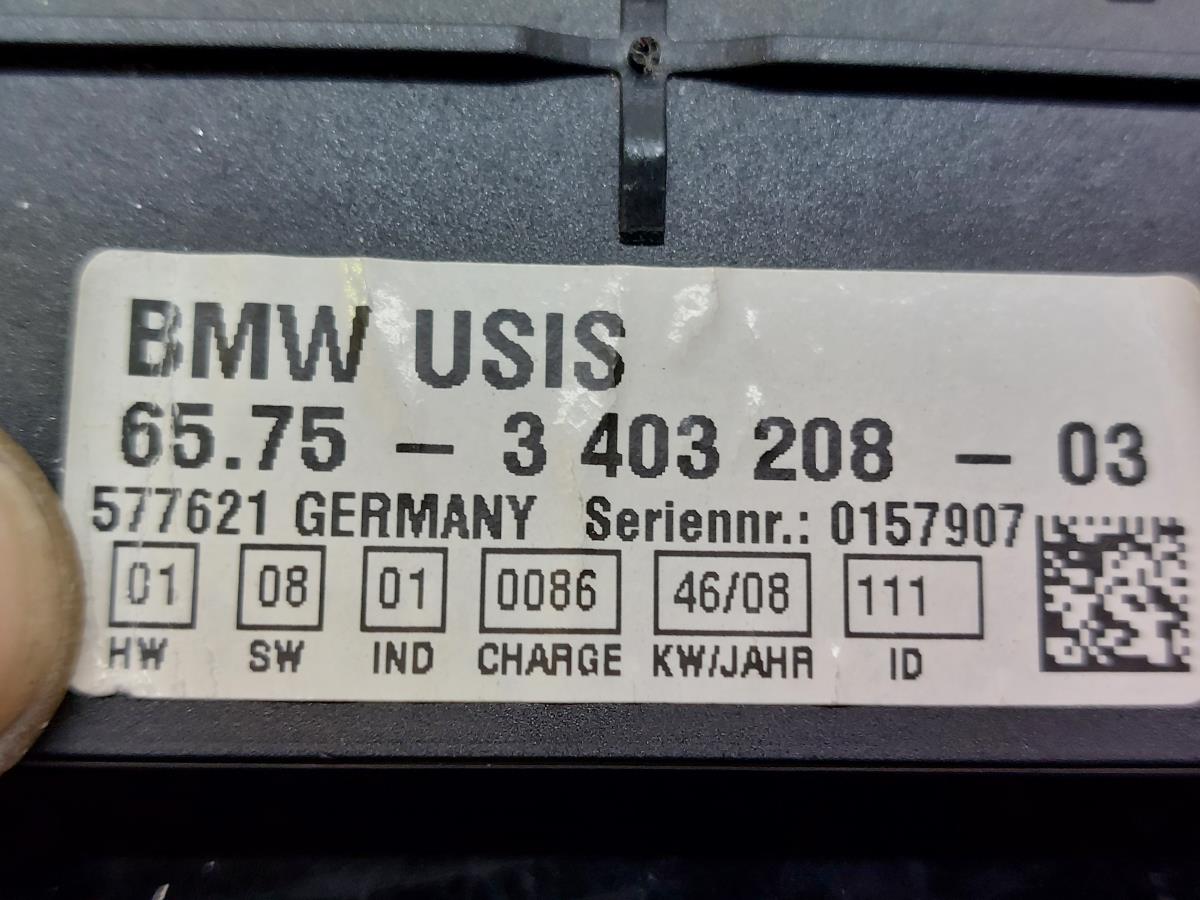 BMW USIS
65.75 – 3 403 208 – 03
577621 GERMANY Seriennr.: 0157907
01 08 01 0086 46/08 111
HW SW IND CHARGE KW/JAHR ID